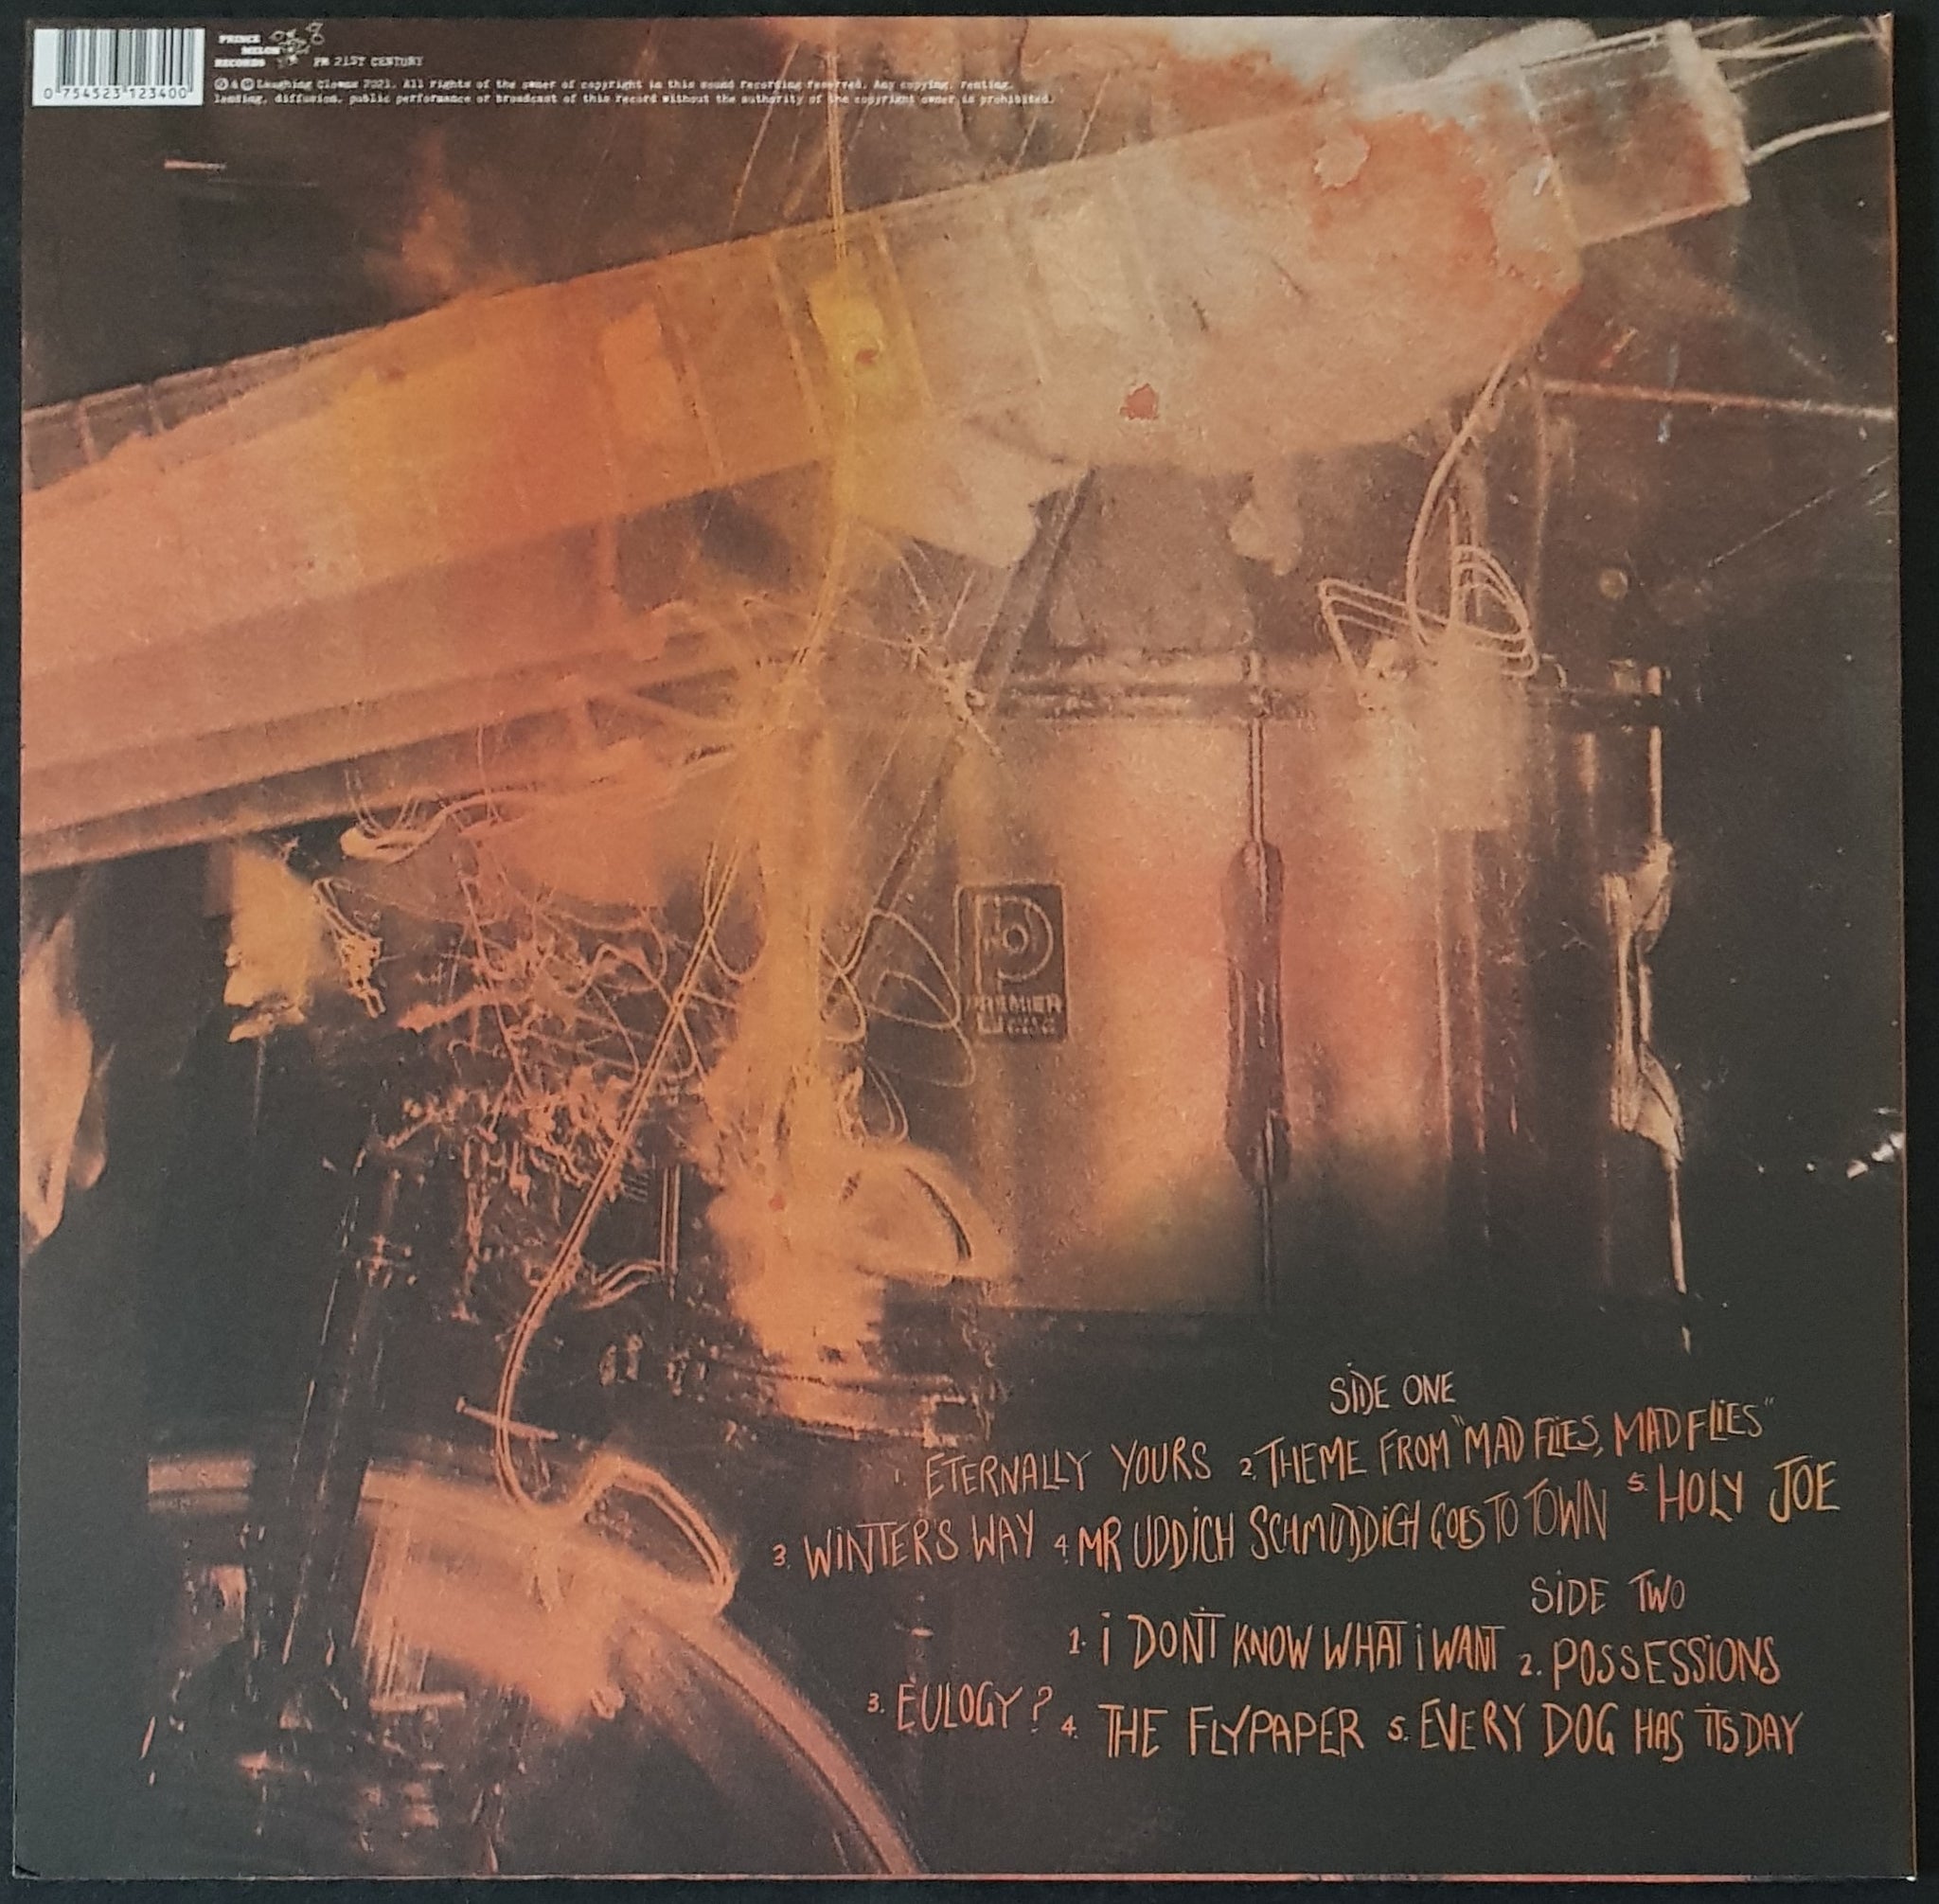 0 754523 123400
PRINCE
MELON
RECORDS PM 21ST CENTURY
℗ & © Laughing Clowns 2023. All rights of the owner of copyright in this sound recording reserved. Any copying, renting,
lending, diffusion, public performance or broadcast of this record without the authority of the copyright owner is prohibited.
PREMIER
SIDE ONE
1. ETERNALLY YOURS 2. THEME FROM "MAD FLIES, MAD FLIES"
3. WINTER'S WAY 4. MR UDDICH SCHMUDDICH GOES TO TOWN 5. HOLY JOE
SIDE TWO
1. I DON'T KNOW WHAT I WANT 2. POSSESSIONS
3. EULOGY? 4. THE FLYPAPER 5. EVERY DOG HAS ITS DAY